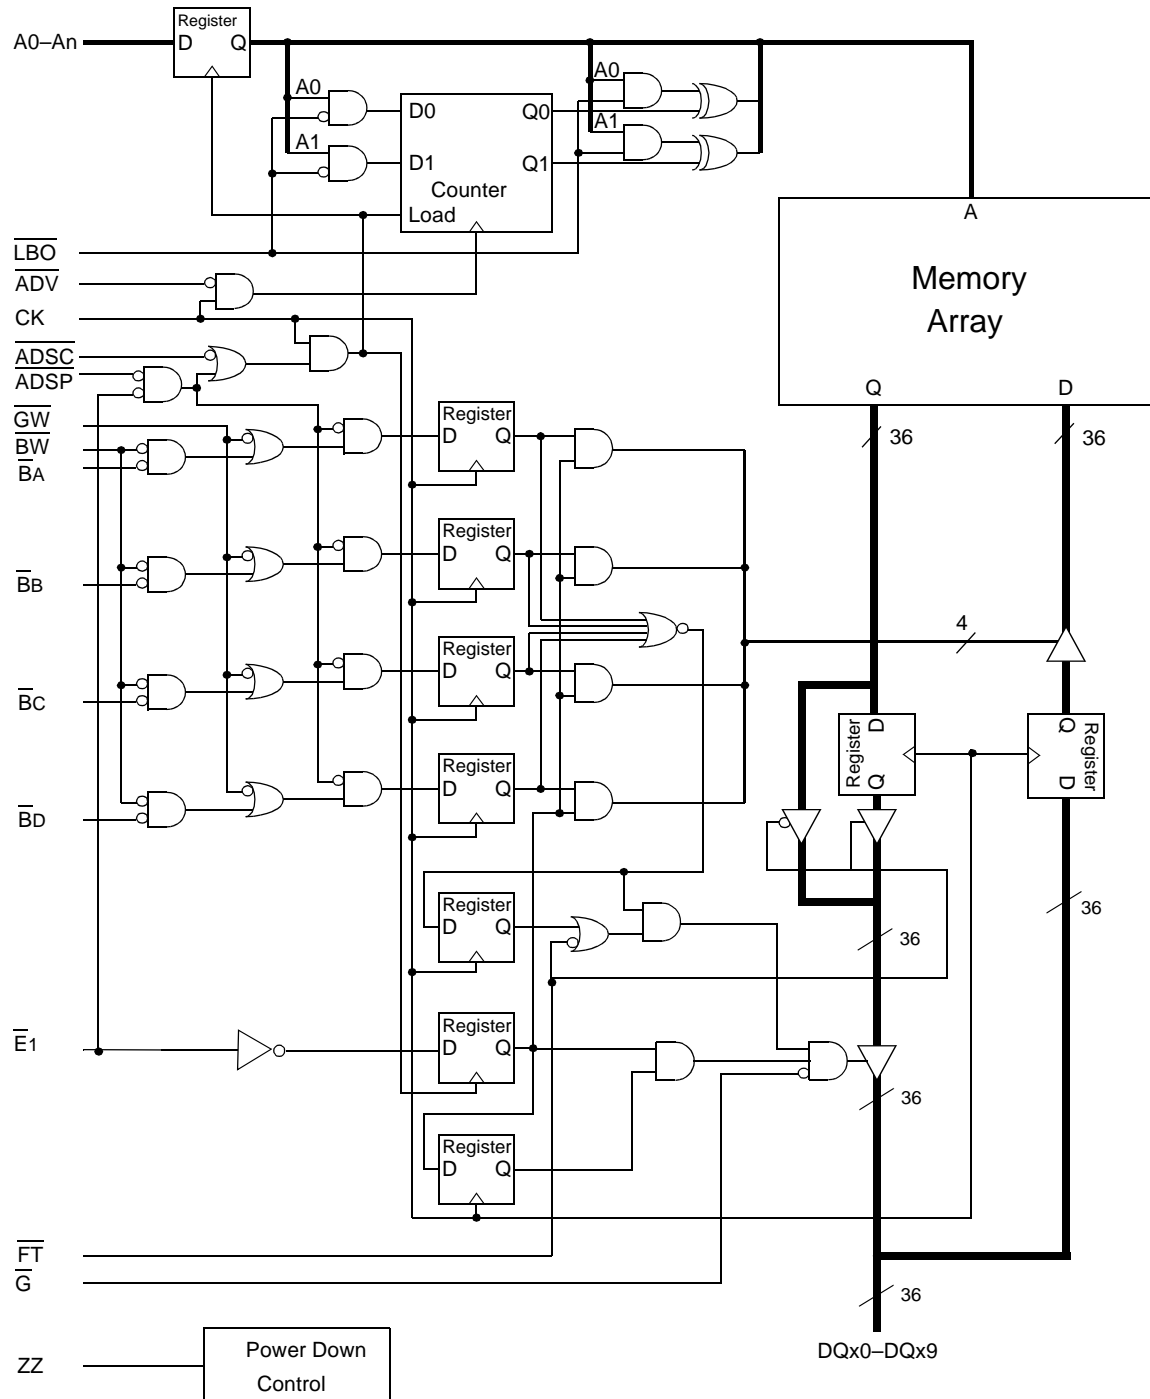 Register
A0–An
D Q
A0
A0
D0
Q0
A1
A1
D1
Q1
Counter
Load
A
LBO
ADV
Memory
Array
CK
ADSC
ADSP
Q
D
GW
BW
BA
Register
D Q
36
36
Register
D Q
BB
4
Register
D Q
BC
Register
D
Q
Q
Register
D
Register
D Q
BD
Register
D Q
36
36
Register
D Q
E1
36
Register
D Q
FT
G
36
ZZ
Power Down
Control
DQx0–DQx9